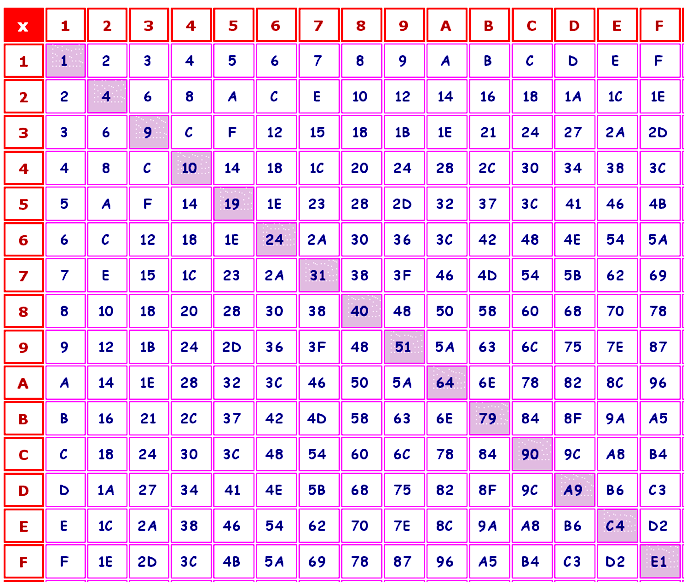 x 1 2 3 4 5 6 7 8 9 A B C D E F
1 1 2 3 4 5 6 7 8 9 A B C D E F
2 2 4 6 8 A C E 10 12 14 16 18 1A 1C 1E
3 3 6 9 C F 12 15 18 1B 1E 21 24 27 2A 2D
4 4 8 C 10 14 18 1C 20 24 28 2C 30 34 38 3C
5 5 A F 14 19 1E 23 28 2D 32 37 3C 41 46 4B
6 6 C 12 18 1E 24 2A 30 36 3C 42 48 4E 54 5A
7 7 E 15 1C 23 2A 31 38 3F 46 4D 54 5B 62 69
8 8 10 18 20 28 30 38 40 48 50 58 60 68 70 78
9 9 12 1B 24 2D 36 3F 48 51 5A 63 6C 75 7E 87
A A 14 1E 28 32 3C 46 50 5A 64 6E 78 82 8C 96
B B 16 21 2C 37 42 4D 58 63 6E 79 84 8F 9A A5
C C 18 24 30 3C 48 54 60 6C 78 84 90 9C A8 B4
D D 1A 27 34 41 4E 5B 68 75 82 8F 9C A9 B6 C3
E E 1C 2A 38 46 54 62 70 7E 8C 9A A8 B6 C4 D2
F F 1E 2D 3C 4B 5A 69 78 87 96 A5 B4 C3 D2 E1